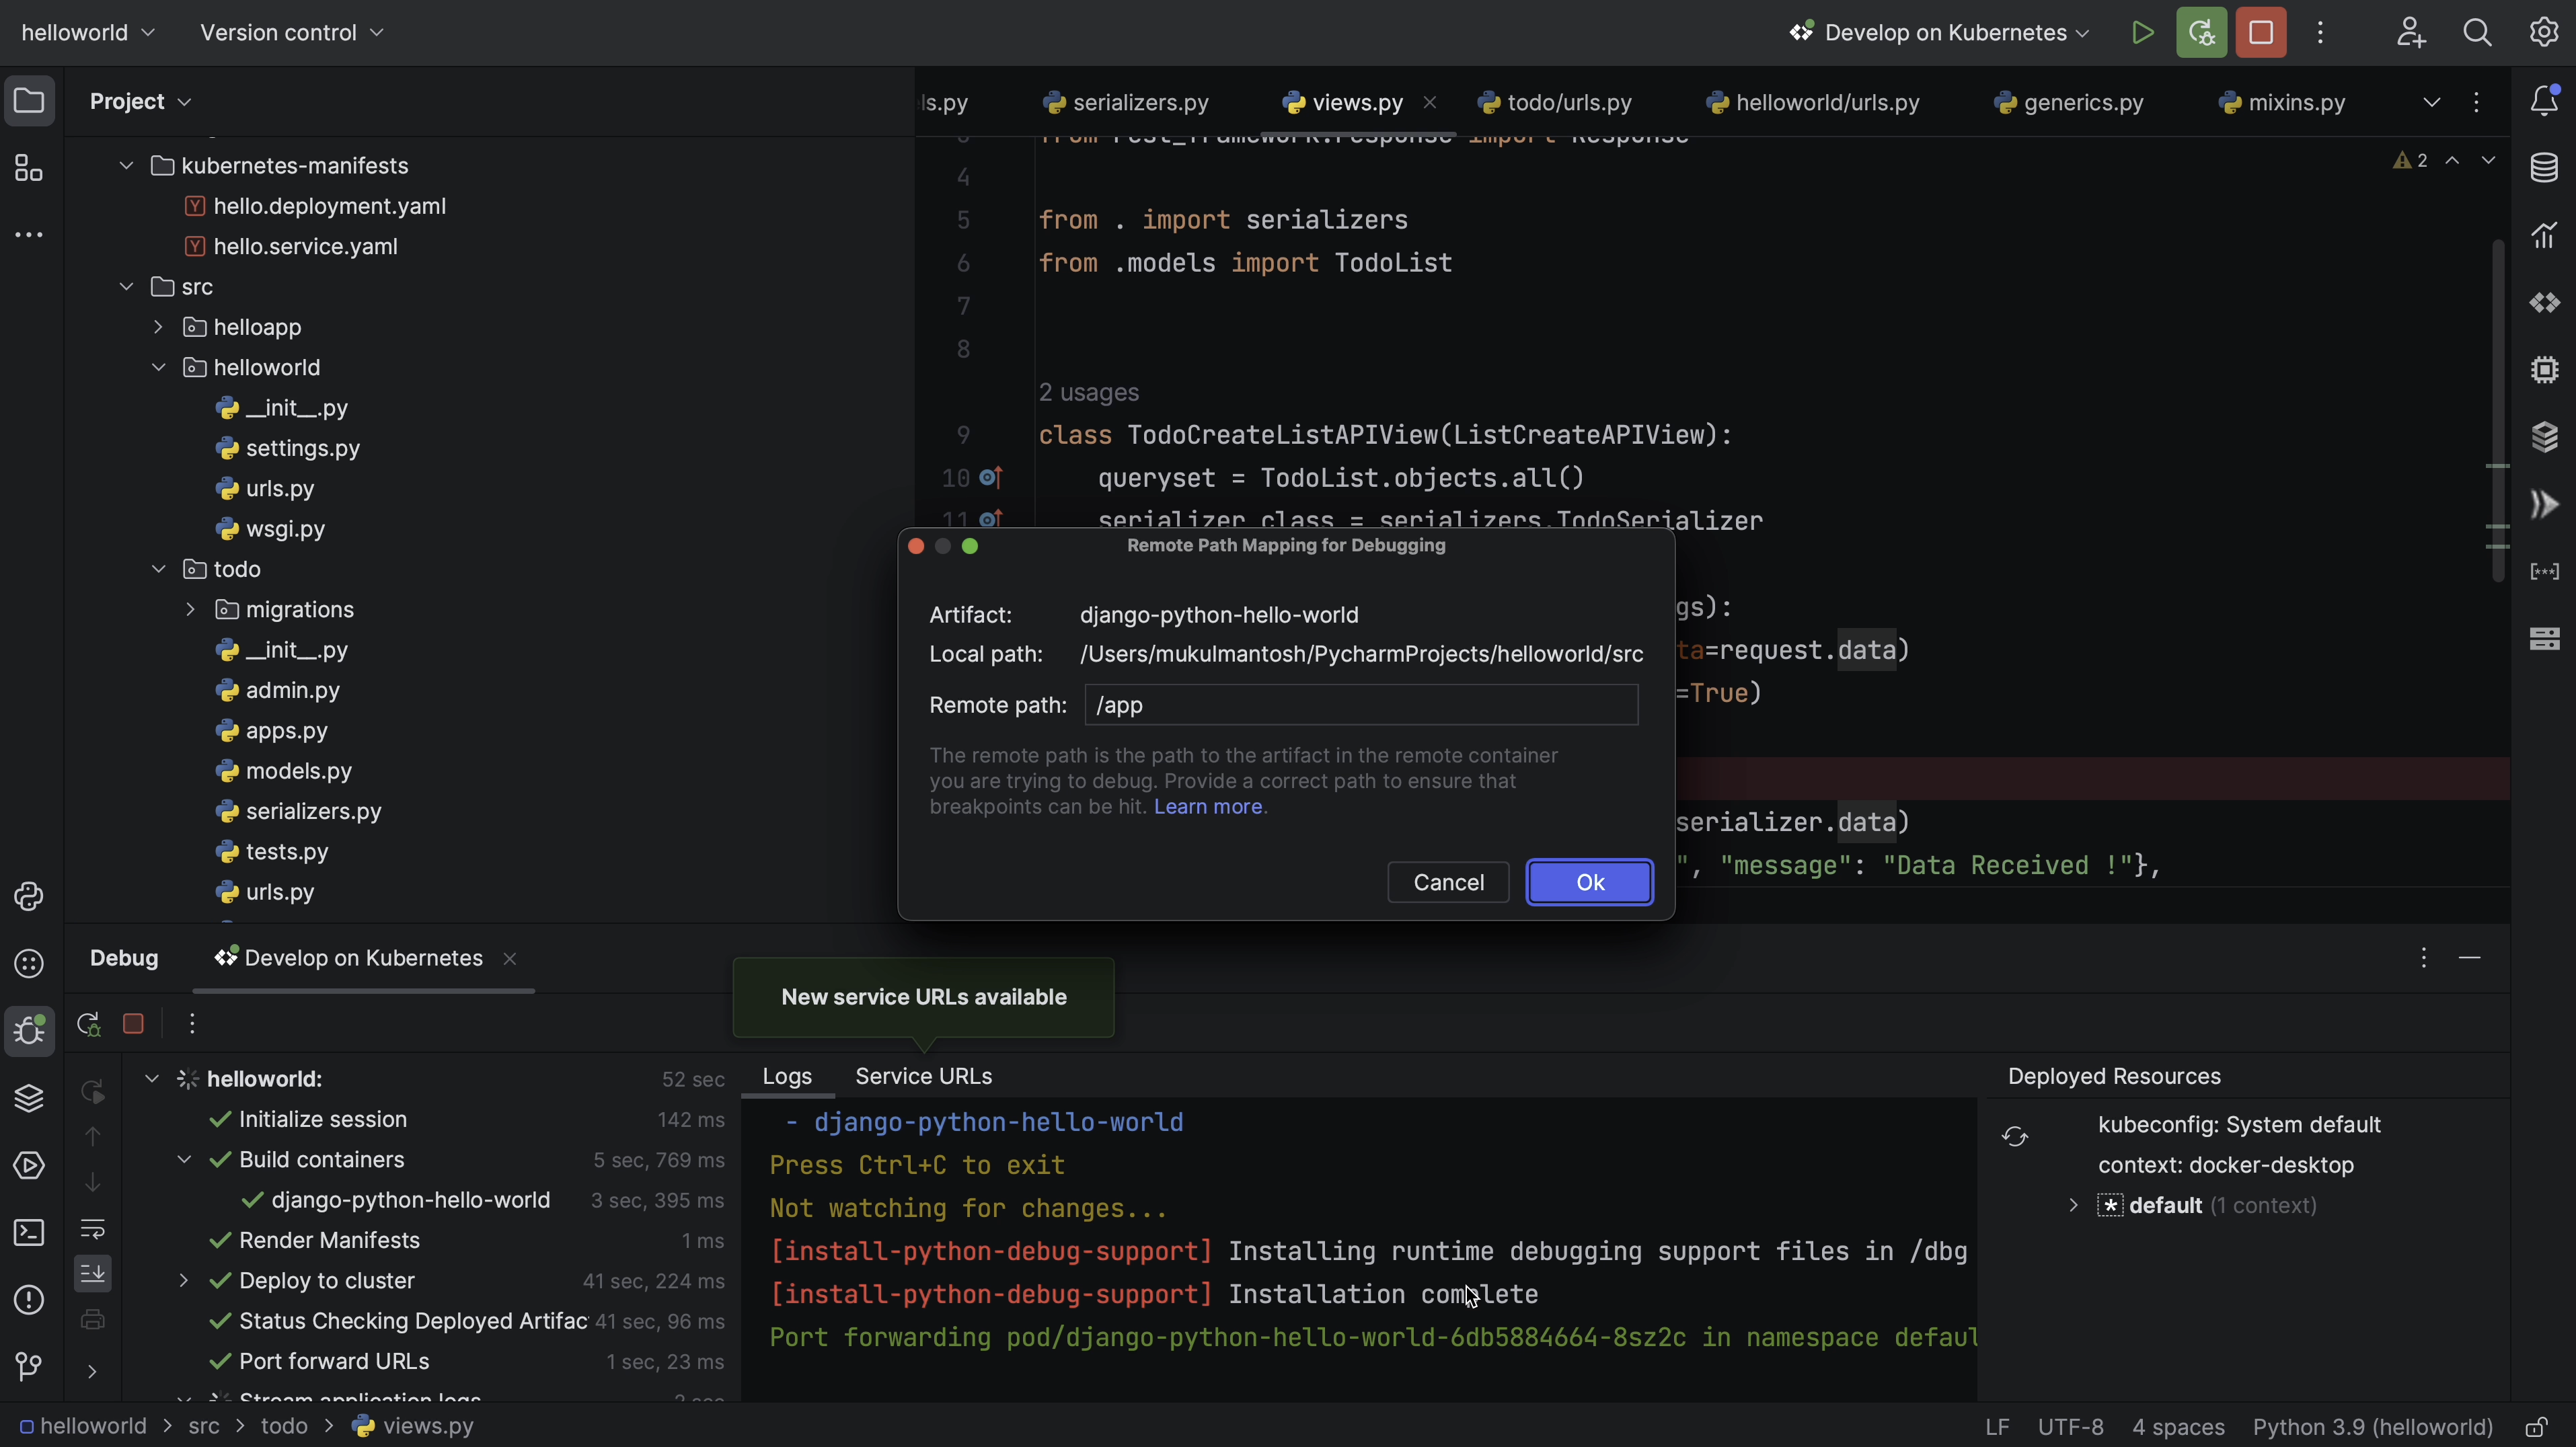 helloworld
Version control
Develop on Kubernetes
Project
ls.py
serializers.py
views.py
todo/urls.py
helloworld/urls.py
generics.py
mixins.py
kubernetes-manifests
Y hello.deployment.yaml
Y hello.service.yaml
src
helloapp
helloworld
__init__.py
settings.py
urls.py
wsgi.py
todo
migrations
__init__.py
admin.py
apps.py
models.py
serializers.py
tests.py
urls.py
3 from rest_framework.response import Response
2
4
5 from . import serializers
6 from .models import TodoList
7
8
2 usages
9 class TodoCreateListAPIView(ListCreateAPIView):
10 queryset = TodoList.objects.all()
11 serializer_class = serializers.TodoSerializer
gs):
ta=request.data)
=True)
serializer.data)
", "message": "Data Received !"},
Remote Path Mapping for Debugging
Artifact: django-python-hello-world
Local path: /Users/mukulmantosh/PycharmProjects/helloworld/src
Remote path: /app
The remote path is the path to the artifact in the remote container
you are trying to debug. Provide a correct path to ensure that
breakpoints can be hit. Learn more.
Cancel
Ok
Debug
Develop on Kubernetes
New service URLs available
helloworld: 52 sec
Initialize session 142 ms
Build containers 5 sec, 769 ms
django-python-hello-world 3 sec, 395 ms
Render Manifests 1 ms
Deploy to cluster 41 sec, 224 ms
Status Checking Deployed Artifac 41 sec, 96 ms
Port forward URLs 1 sec, 23 ms
Stream application logs 2 sec
Logs
Service URLs
- django-python-hello-world
Press Ctrl+C to exit
Not watching for changes...
[install-python-debug-support] Installing runtime debugging support files in /dbg
[install-python-debug-support] Installation complete
Port forwarding pod/django-python-hello-world-6db5884664-8sz2c in namespace defaul
Deployed Resources
kubeconfig: System default
context: docker-desktop
* default (1 context)
helloworld > src > todo > views.py
LF
UTF-8
4 spaces
Python 3.9 (helloworld)